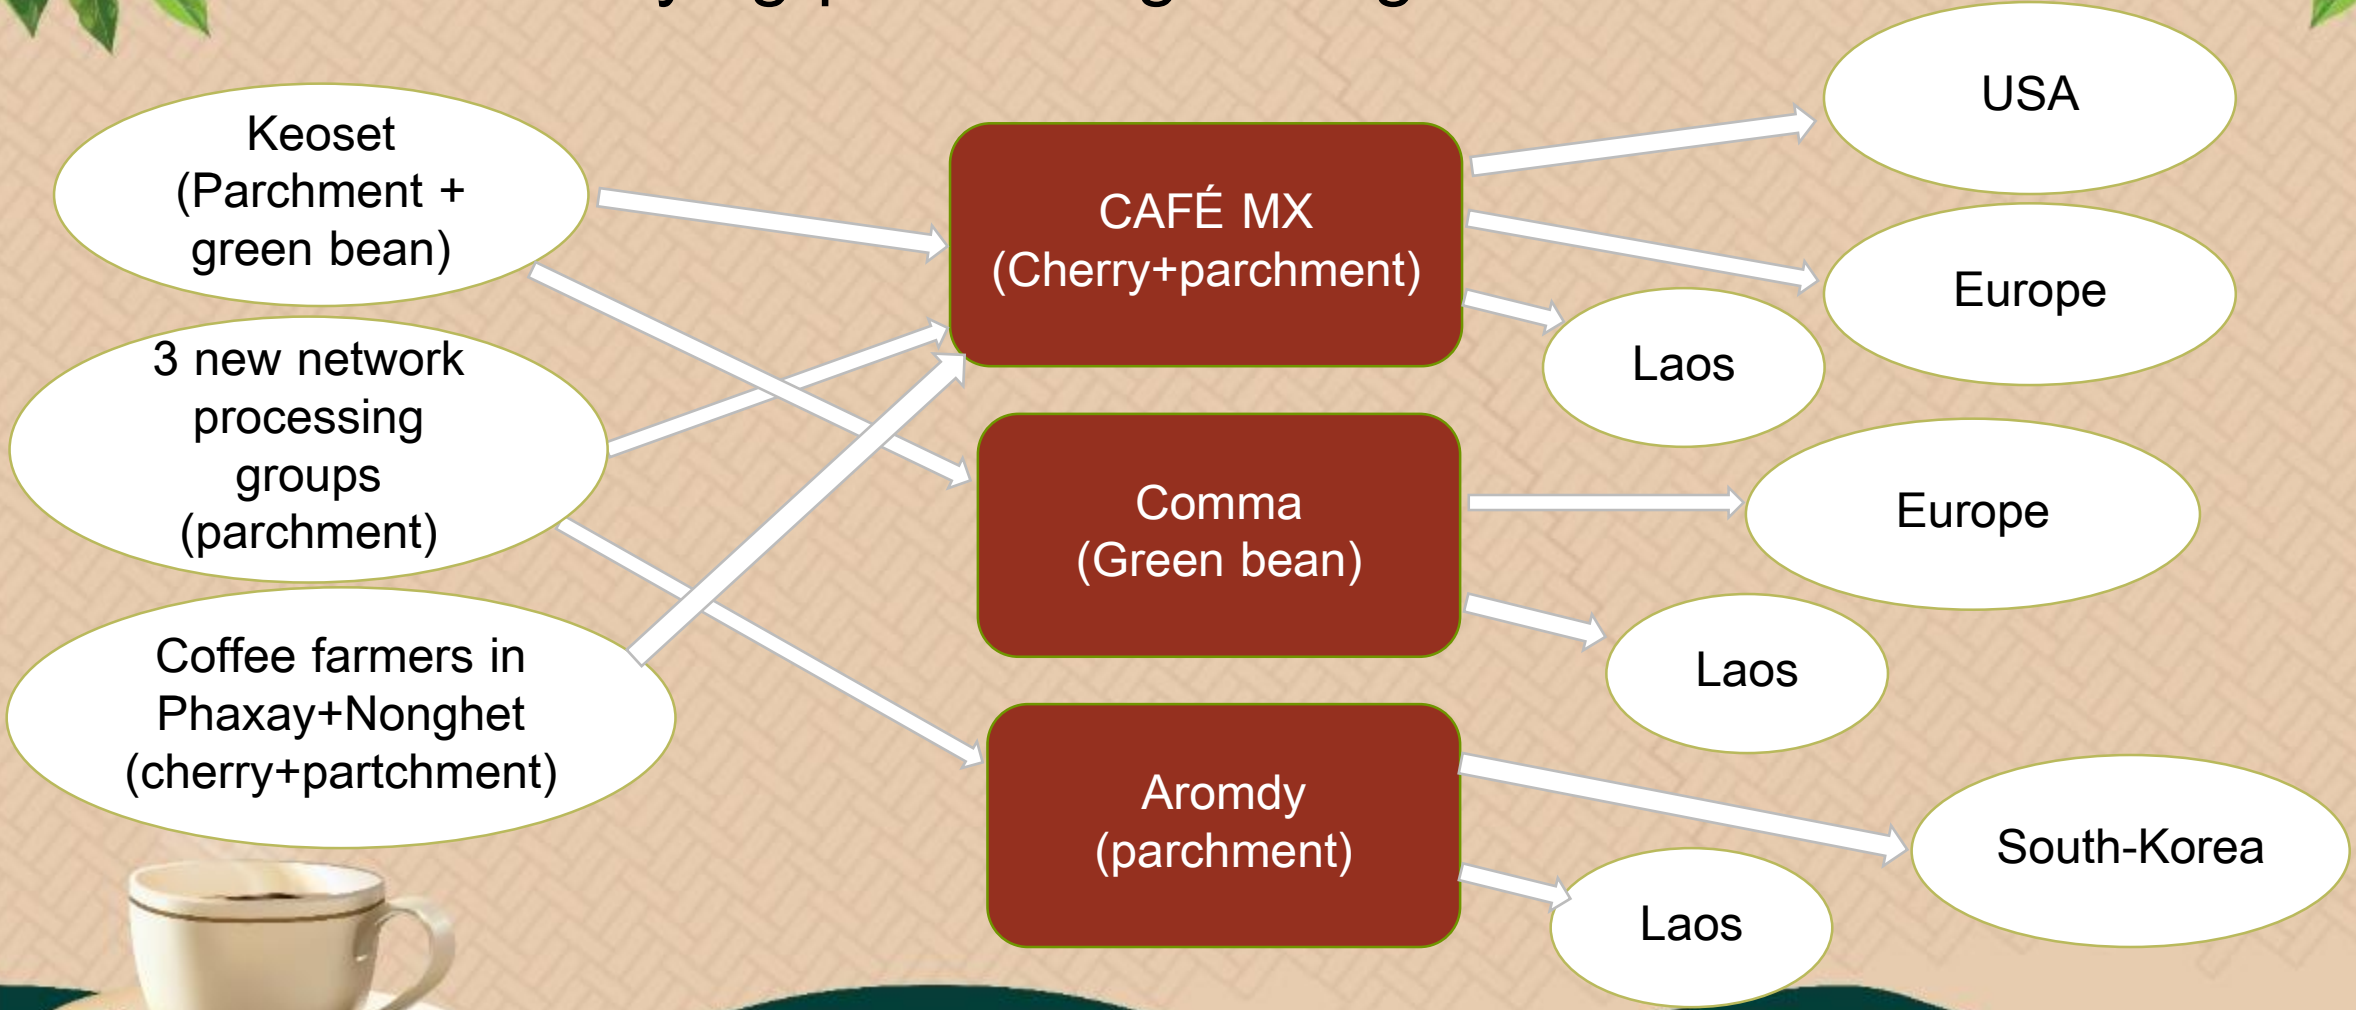 Keoset
(Parchment +
green bean)
3 new network
processing
groups
(parchment)
Coffee farmers in
Phaxay+Nonghet
(cherry+partchment)
CAFÉ MX
(Cherry+parchment)
Comma
(Green bean)
Aromdy
(parchment)
USA
Europe
Laos
Europe
Laos
South-Korea
Laos